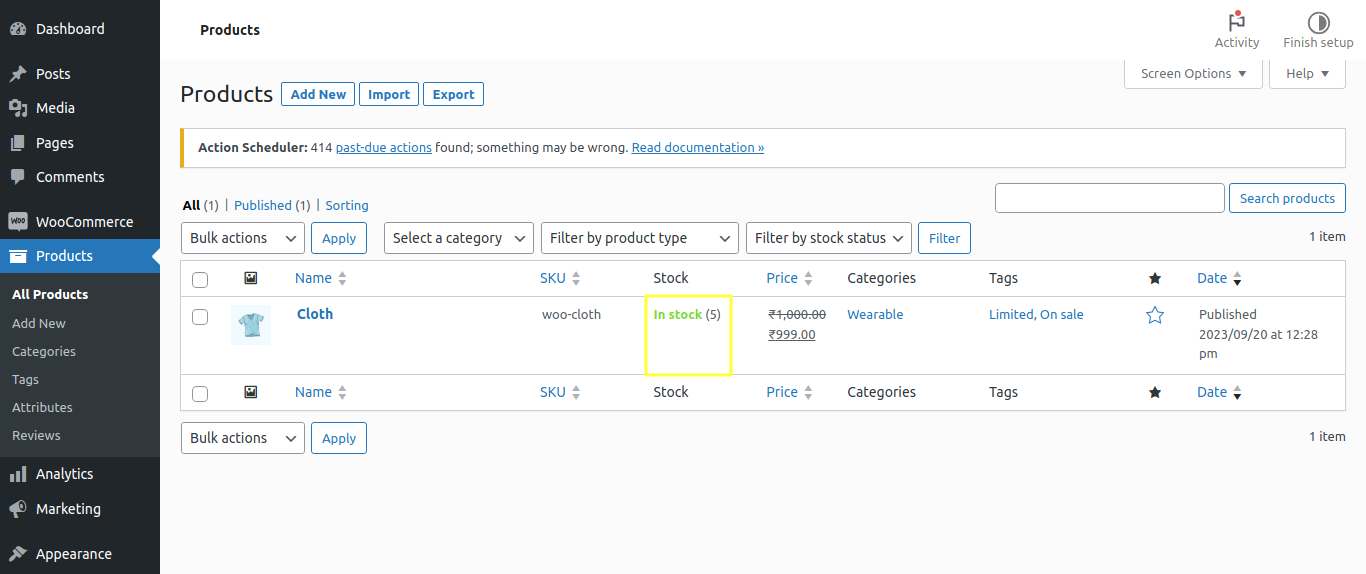 Dashboard
Posts
Media
Pages
Comments
WOO
WooCommerce
Products
All Products
Add New
Categories
Tags
Attributes
Reviews
Analytics
Marketing
Appearance
Products
Activity
Finish setup
Screen Options
Help
Products Add New Import Export
Action Scheduler: 414 past-due actions found; something may be wrong. Read documentation »
All (1) | Published (1) | Sorting
Search products
Bulk actions Apply Select a category Filter by product type Filter by stock status Filter
1 item
Name SKU Stock Price Categories Tags Date
Cloth woo-cloth In stock (5) ₹1,000.00 Wearable Limited, On sale Published
₹999.00 2023/09/20 at 12:28
pm
Name SKU Stock Price Categories Tags Date
Bulk actions Apply
1 item